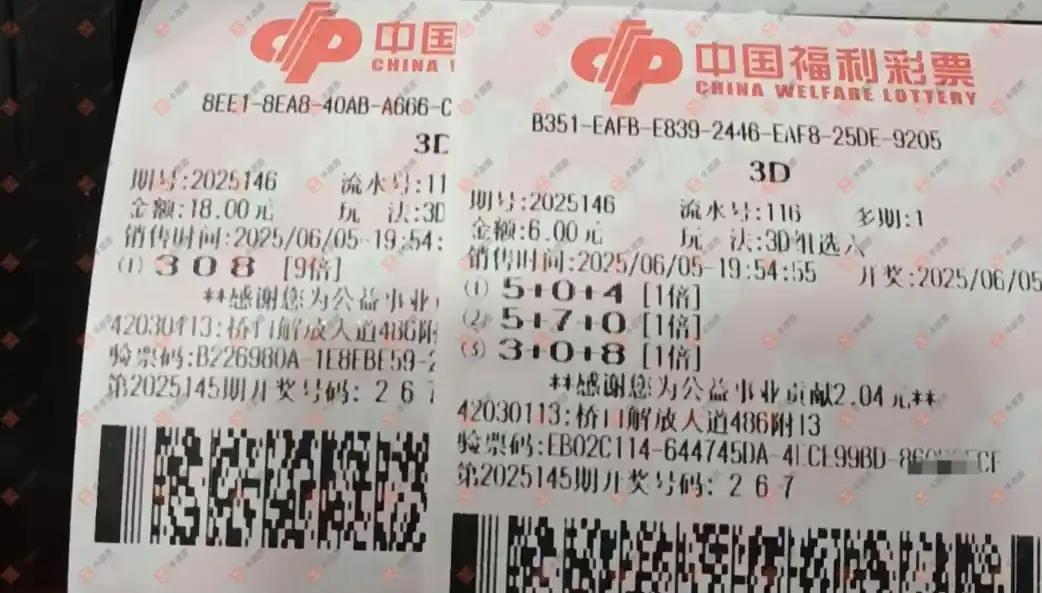 中国
CHINA
8EE1-8EA8-40AB-A666-C
3D
期号:2025146 流水号:11
金额:18.00元 玩 法:3D
销售时间:2025/06/05-19:54:
(1) 3 0 8 [9倍]
**感谢您为公益事业
42030113:桥口解放大道486附
验票码:B226980A-1E8EBE59-2
第2025145期开奖号码: 2 6 7
中国福利彩票
CHINA WELFARE LOTTERY
B351-EAFB-E839-2446-EAF8-25DE-9205
3D
期号:2025146 流水号:116 多期:1
金额:6.00元 玩 法:3D组选六
销售时间:2025/06/05-19:54:55 开奖:2025/06/05
(1) 5+0+4 [1倍]
(2) 5+7+0 [1倍]
(3) 3+0+8 [1倍]
**感谢您为公益事业贡献2.04元**
42030113:桥口解放大道486附13
验票码:EB02C114-644745DA-4ECE99BD-
第2025145期开奖号码: 2 6 7